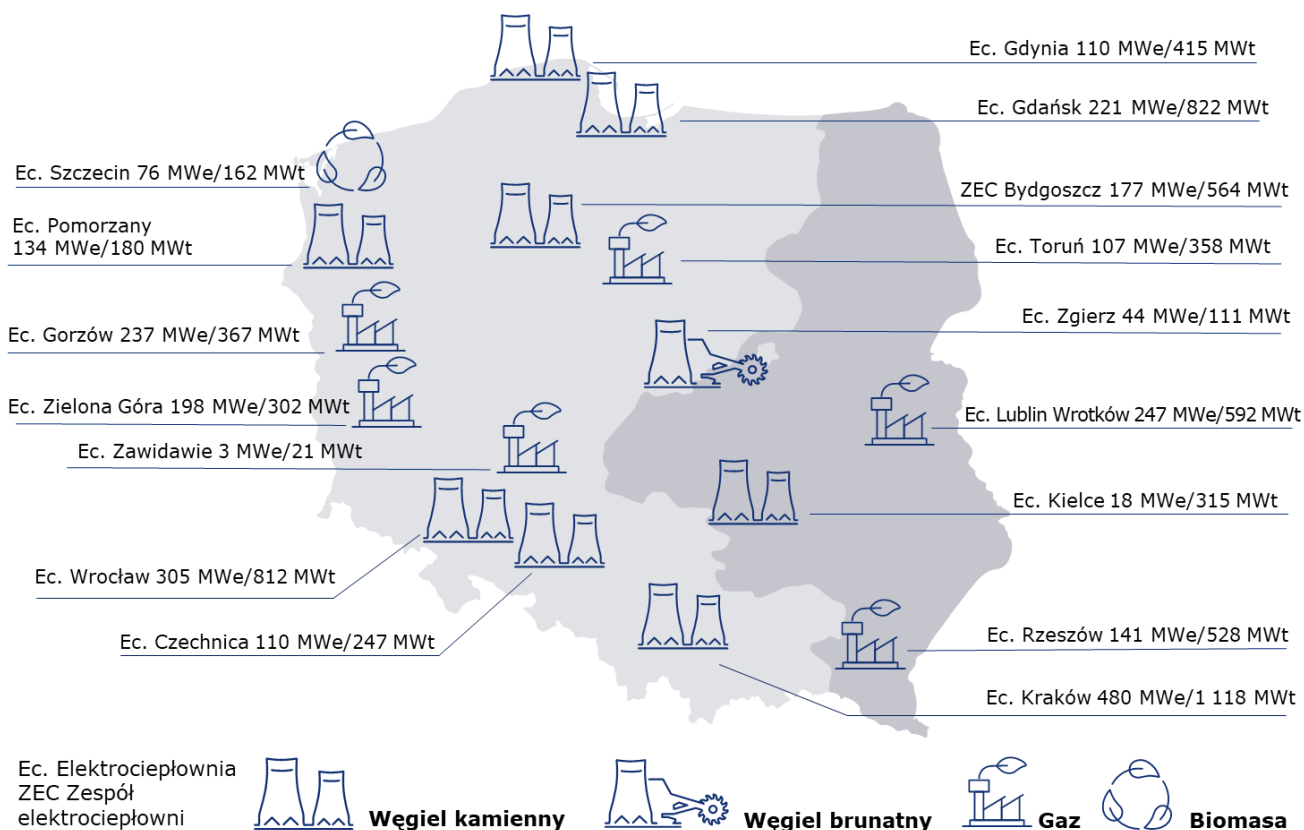 Ec. Gdynia 110 MWe/415 MWt
Ec. Gdańsk 221 MWe/822 MWt
Ec. Szczecin 76 MWe/162 MWt
ZEC Bydgoszcz 177 MWe/564 MWt
Ec. Pomorzany
134 MWe/180 MWt
Ec. Toruń 107 MWe/358 MWt
Ec. Zgierz 44 MWe/111 MWt
Ec. Gorzów 237 MWe/367 MWt
Ec. Zielona Góra 198 MWe/302 MWt
Ec. Lublin Wrotków 247 MWe/592 MWt
Ec. Zawidawie 3 MWe/21 MWt
Ec. Kielce 18 MWe/315 MWt
Ec. Wrocław 305 MWe/812 MWt
Ec. Czechnica 110 MWe/247 MWt
Ec. Rzeszów 141 MWe/528 MWt
Ec. Kraków 480 MWe/1 118 MWt
Ec. Elektrociepłownia
ZEC Zespół
elektrociepłowni
Węgiel kamienny
Węgiel brunatny
Gaz
Biomasa